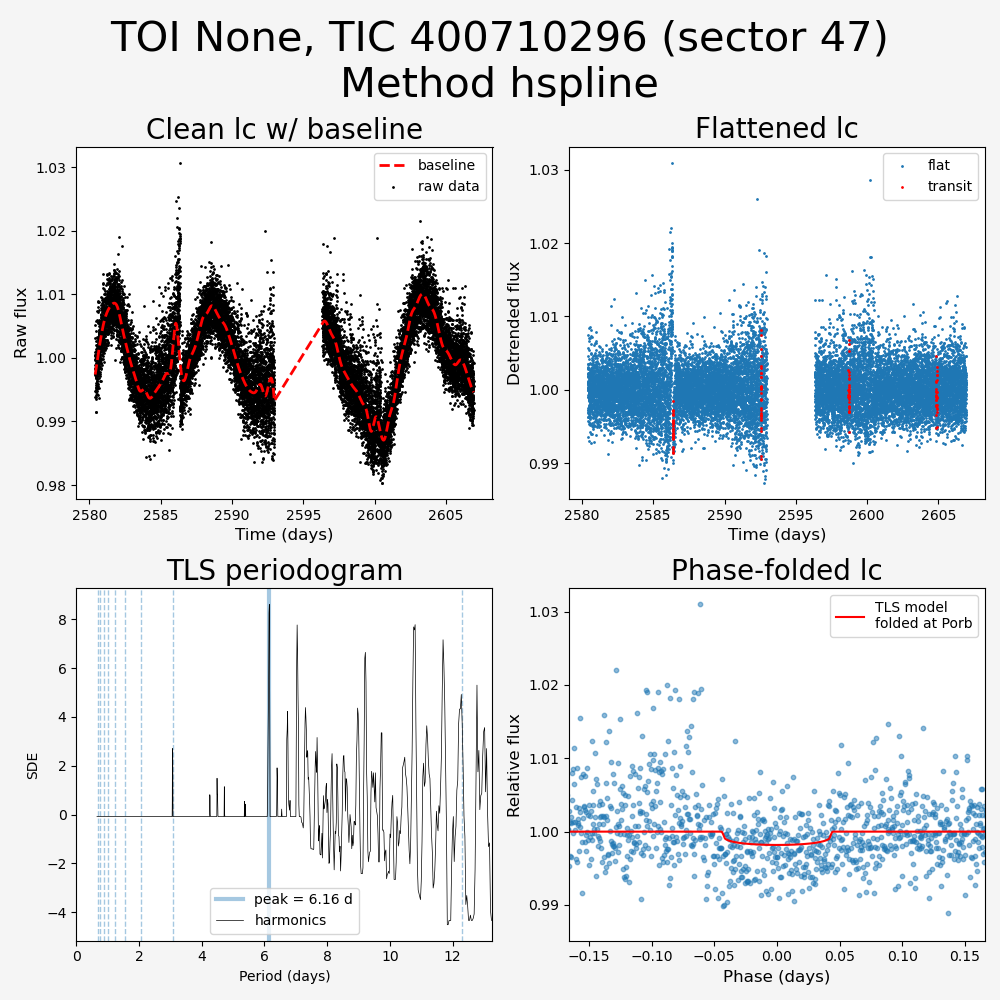 TOI None, TIC 400710296 (sector 47)
Method hspline
Clean lc w/ baseline
Flattened lc
1.03
1.02
1.01
1.00
0.99
0.98
Raw flux
baseline
raw data
2580
2585
2590
2595
2600
2605
Time (days)
1.03
1.02
1.01
1.00
0.99
Detrended flux
flat
transit
2580
2585
2590
2595
2600
2605
Time (days)
TLS periodogram
Phase-folded lc
8
6
4
2
0
−2
−4
SDE
peak = 6.16 d
harmonics
0
2
4
6
8
10
12
Period (days)
1.03
1.02
1.01
1.00
0.99
Relative flux
TLS model
folded at Porb
−0.15
−0.10
−0.05
0.00
0.05
0.10
0.15
Phase (days)